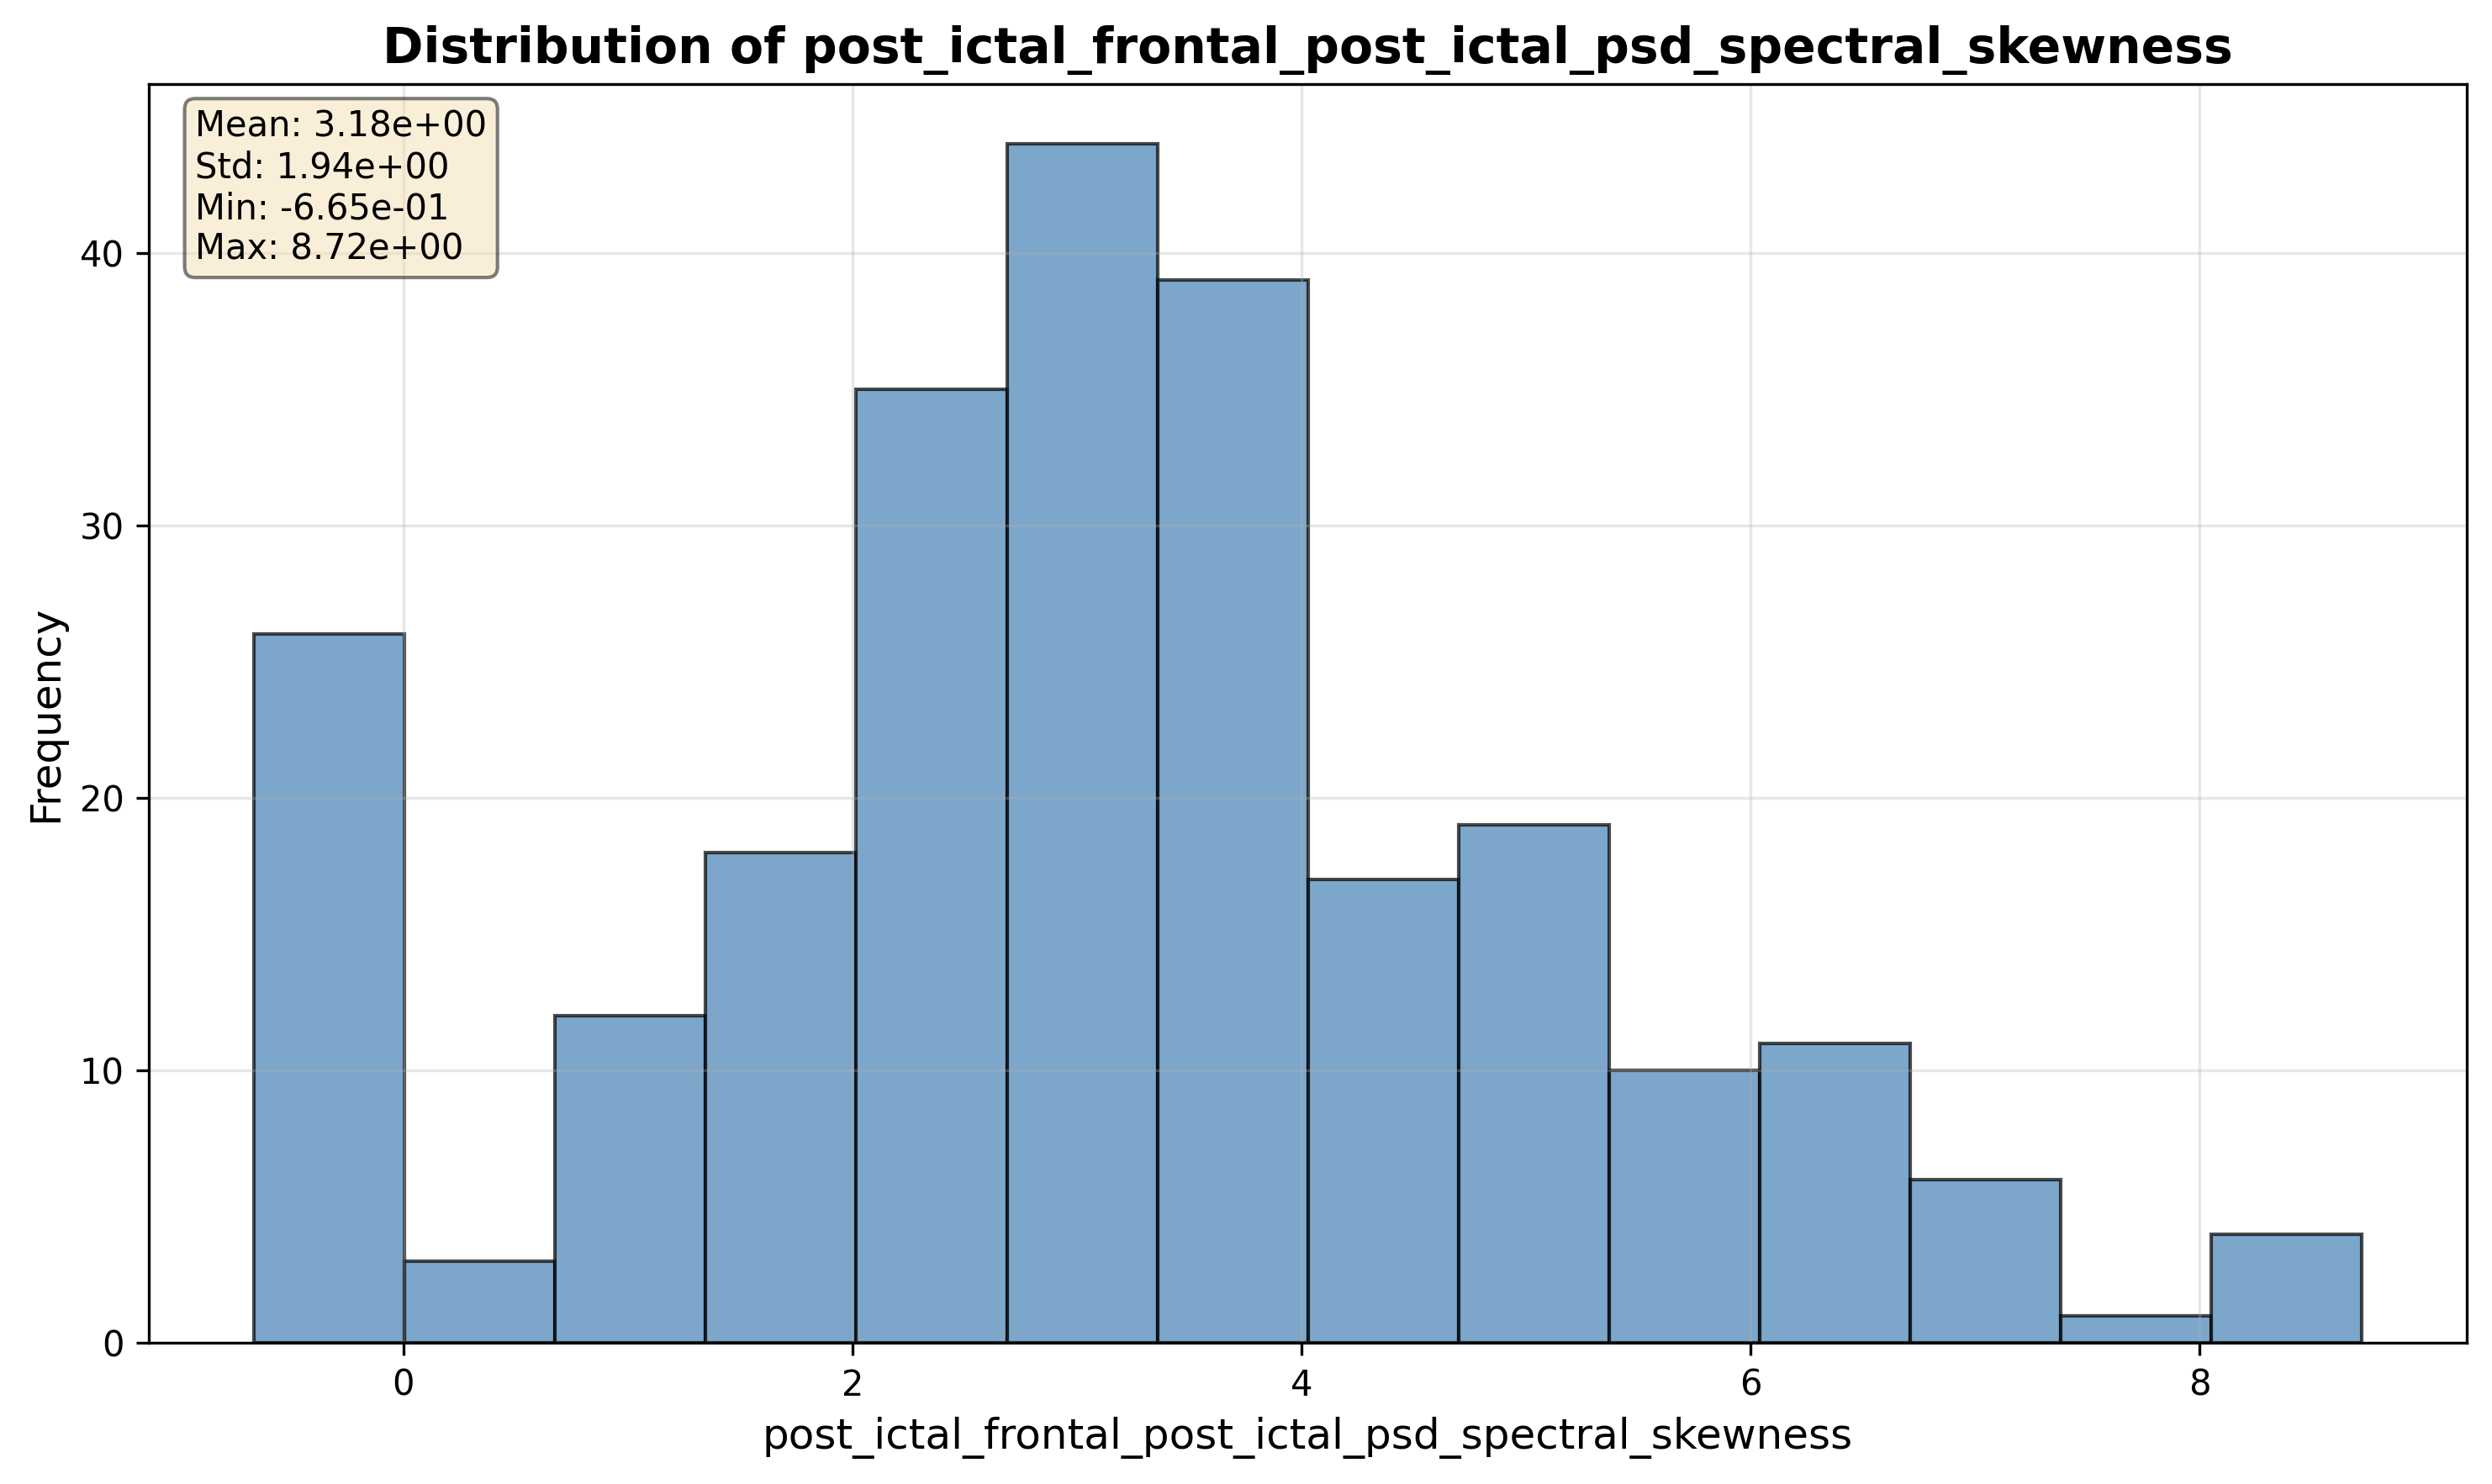 Distribution of post_ictal_frontal_post_ictal_psd_spectral_skewness
Mean: 3.18e+00
Std: 1.94e+00
Min: -6.65e-01
Max: 8.72e+00
Frequency
40
30
20
10
0
0 2 4 6 8
post_ictal_frontal_post_ictal_psd_spectral_skewness